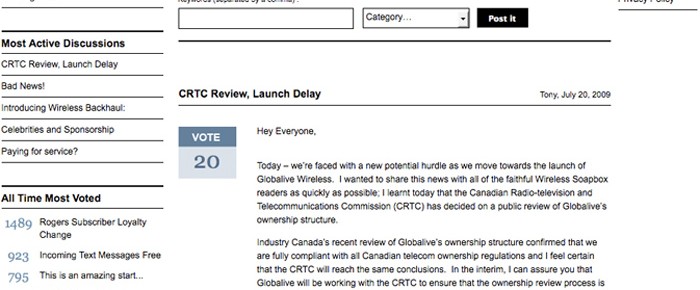 Keywords (separated by a comma) :
Category...
Post it
Privacy Policy
Most Active Discussions
CRTC Review, Launch Delay
Bad News!
Introducing Wireless Backhaul:
Celebrities and Sponsorship
Paying for service?
All Time Most Voted
1489 Rogers Subscriber Loyalty
Change
923 Incoming Text Messages Free
795 This is an amazing start...
CRTC Review, Launch Delay
Tony, July 20, 2009
VOTE
20
Hey Everyone,
Today – we're faced with a new potential hurdle as we move towards the launch of
Globalive Wireless. I wanted to share this news with all of the faithful Wireless Soapbox
readers as quickly as possible; I learnt today that the Canadian Radio-television and
Telecommunications Commission (CRTC) has decided on a public review of Globalive's
ownership structure.
Industry Canada's recent review of Globalive's ownership structure confirmed that we
are fully compliant with all Canadian telecom ownership regulations and I feel certain
that the CRTC will reach the same conclusions. In the interim, I can assure you that
Globalive will be working with the CRTC to ensure that the ownership review process is